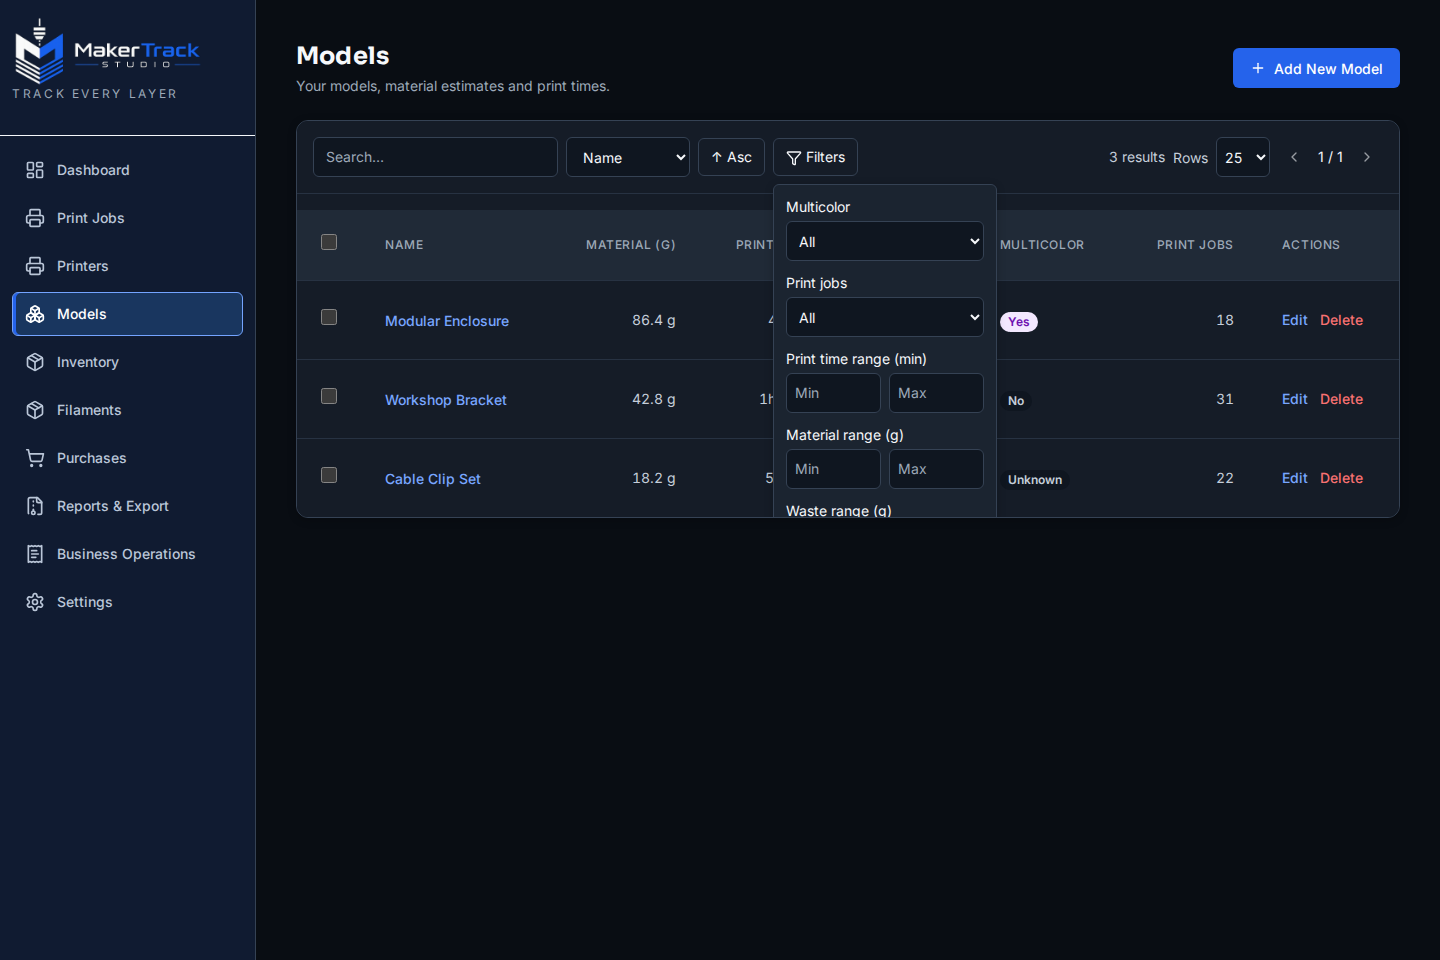 MakerTrack
STUDIO
TRACK EVERY LAYER
Dashboard
Print Jobs
Printers
Models
Inventory
Filaments
Purchases
Reports & Export
Business Operations
Settings
Models
Your models, material estimates and print times.
+ Add New Model
Search...
Name
↑ Asc
Filters
3 results Rows 25 1 / 1
NAME MATERIAL (G) PRINT MULTICOLOR PRINT JOBS ACTIONS
Modular Enclosure 86.4 g Yes 18 Edit Delete
Workshop Bracket 42.8 g 1h No 31 Edit Delete
Cable Clip Set 18.2 g 5 Unknown 22 Edit Delete
Multicolor
All
Print jobs
All
Print time range (min)
Min Max
Material range (g)
Min Max
Waste range (g)